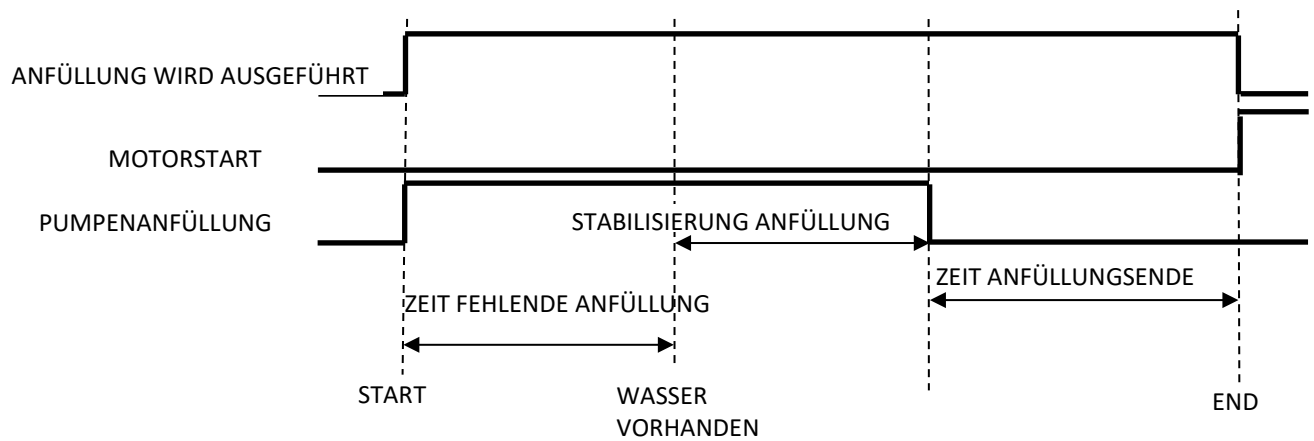 ANFÜLLUNG WIRD AUSGEFÜHRT
MOTORSTART
PUMPENANFÜLLUNG
STABILISIERUNG ANFÜLLUNG
ZEIT ANFÜLLUNGSENDE
ZEIT FEHLENDE ANFÜLLUNG
START
WASSER
VORHANDEN
END